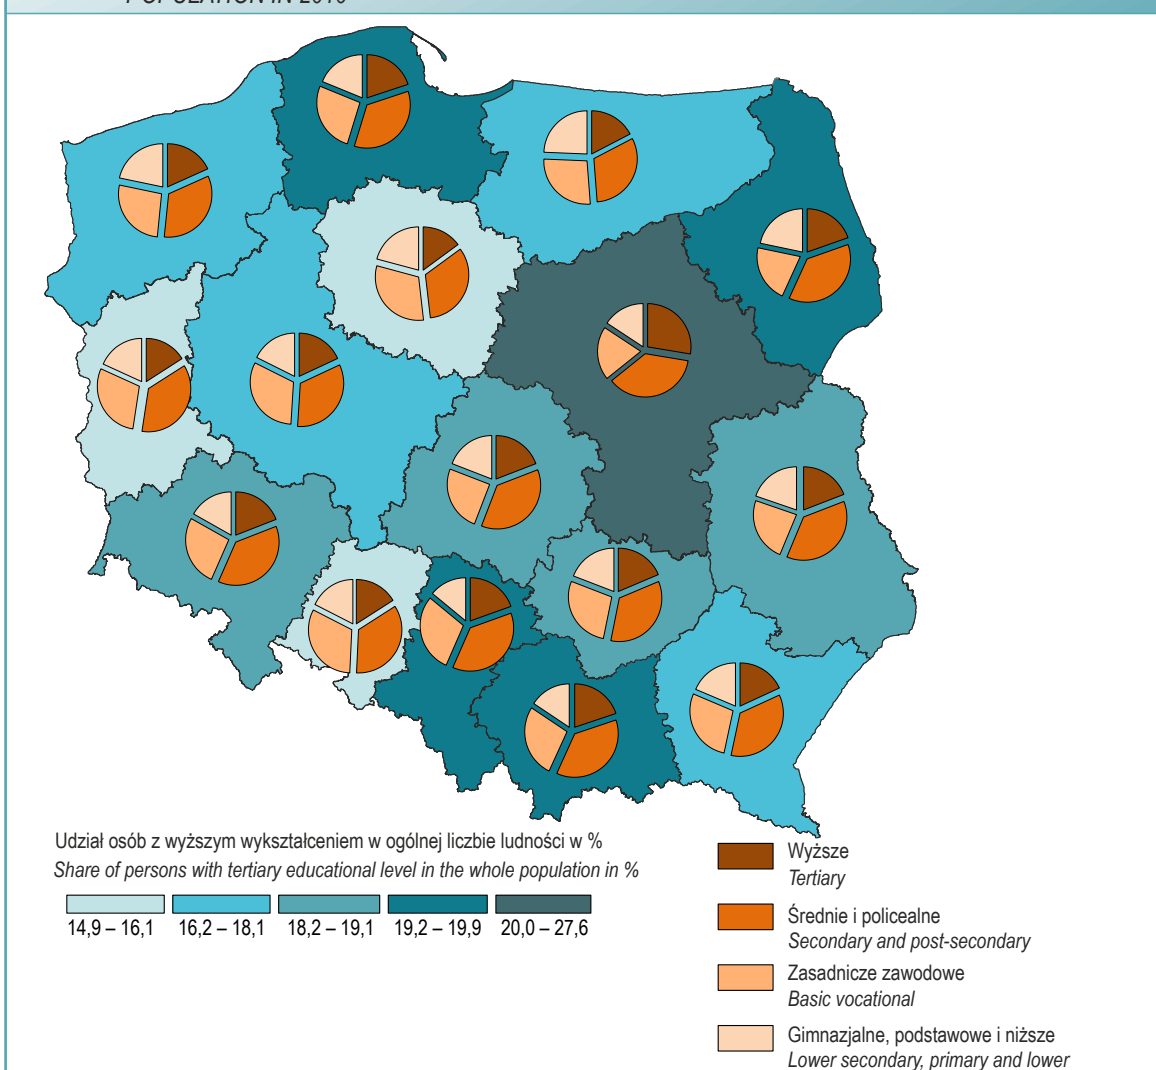 POPULATION IN 2016
Udział osób z wyższym wykształceniem w ogólnej liczbie ludności w %
Share of persons with tertiary educational level in the whole population in %
14,9 – 16,1 16,2 – 18,1 18,2 – 19,1 19,2 – 19,9 20,0 – 27,6
Wyższe
Tertiary
Średnie i policealne
Secondary and post-secondary
Zasadnicze zawodowe
Basic vocational
Gimnazjalne, podstawowe i niższe
Lower secondary, primary and lower